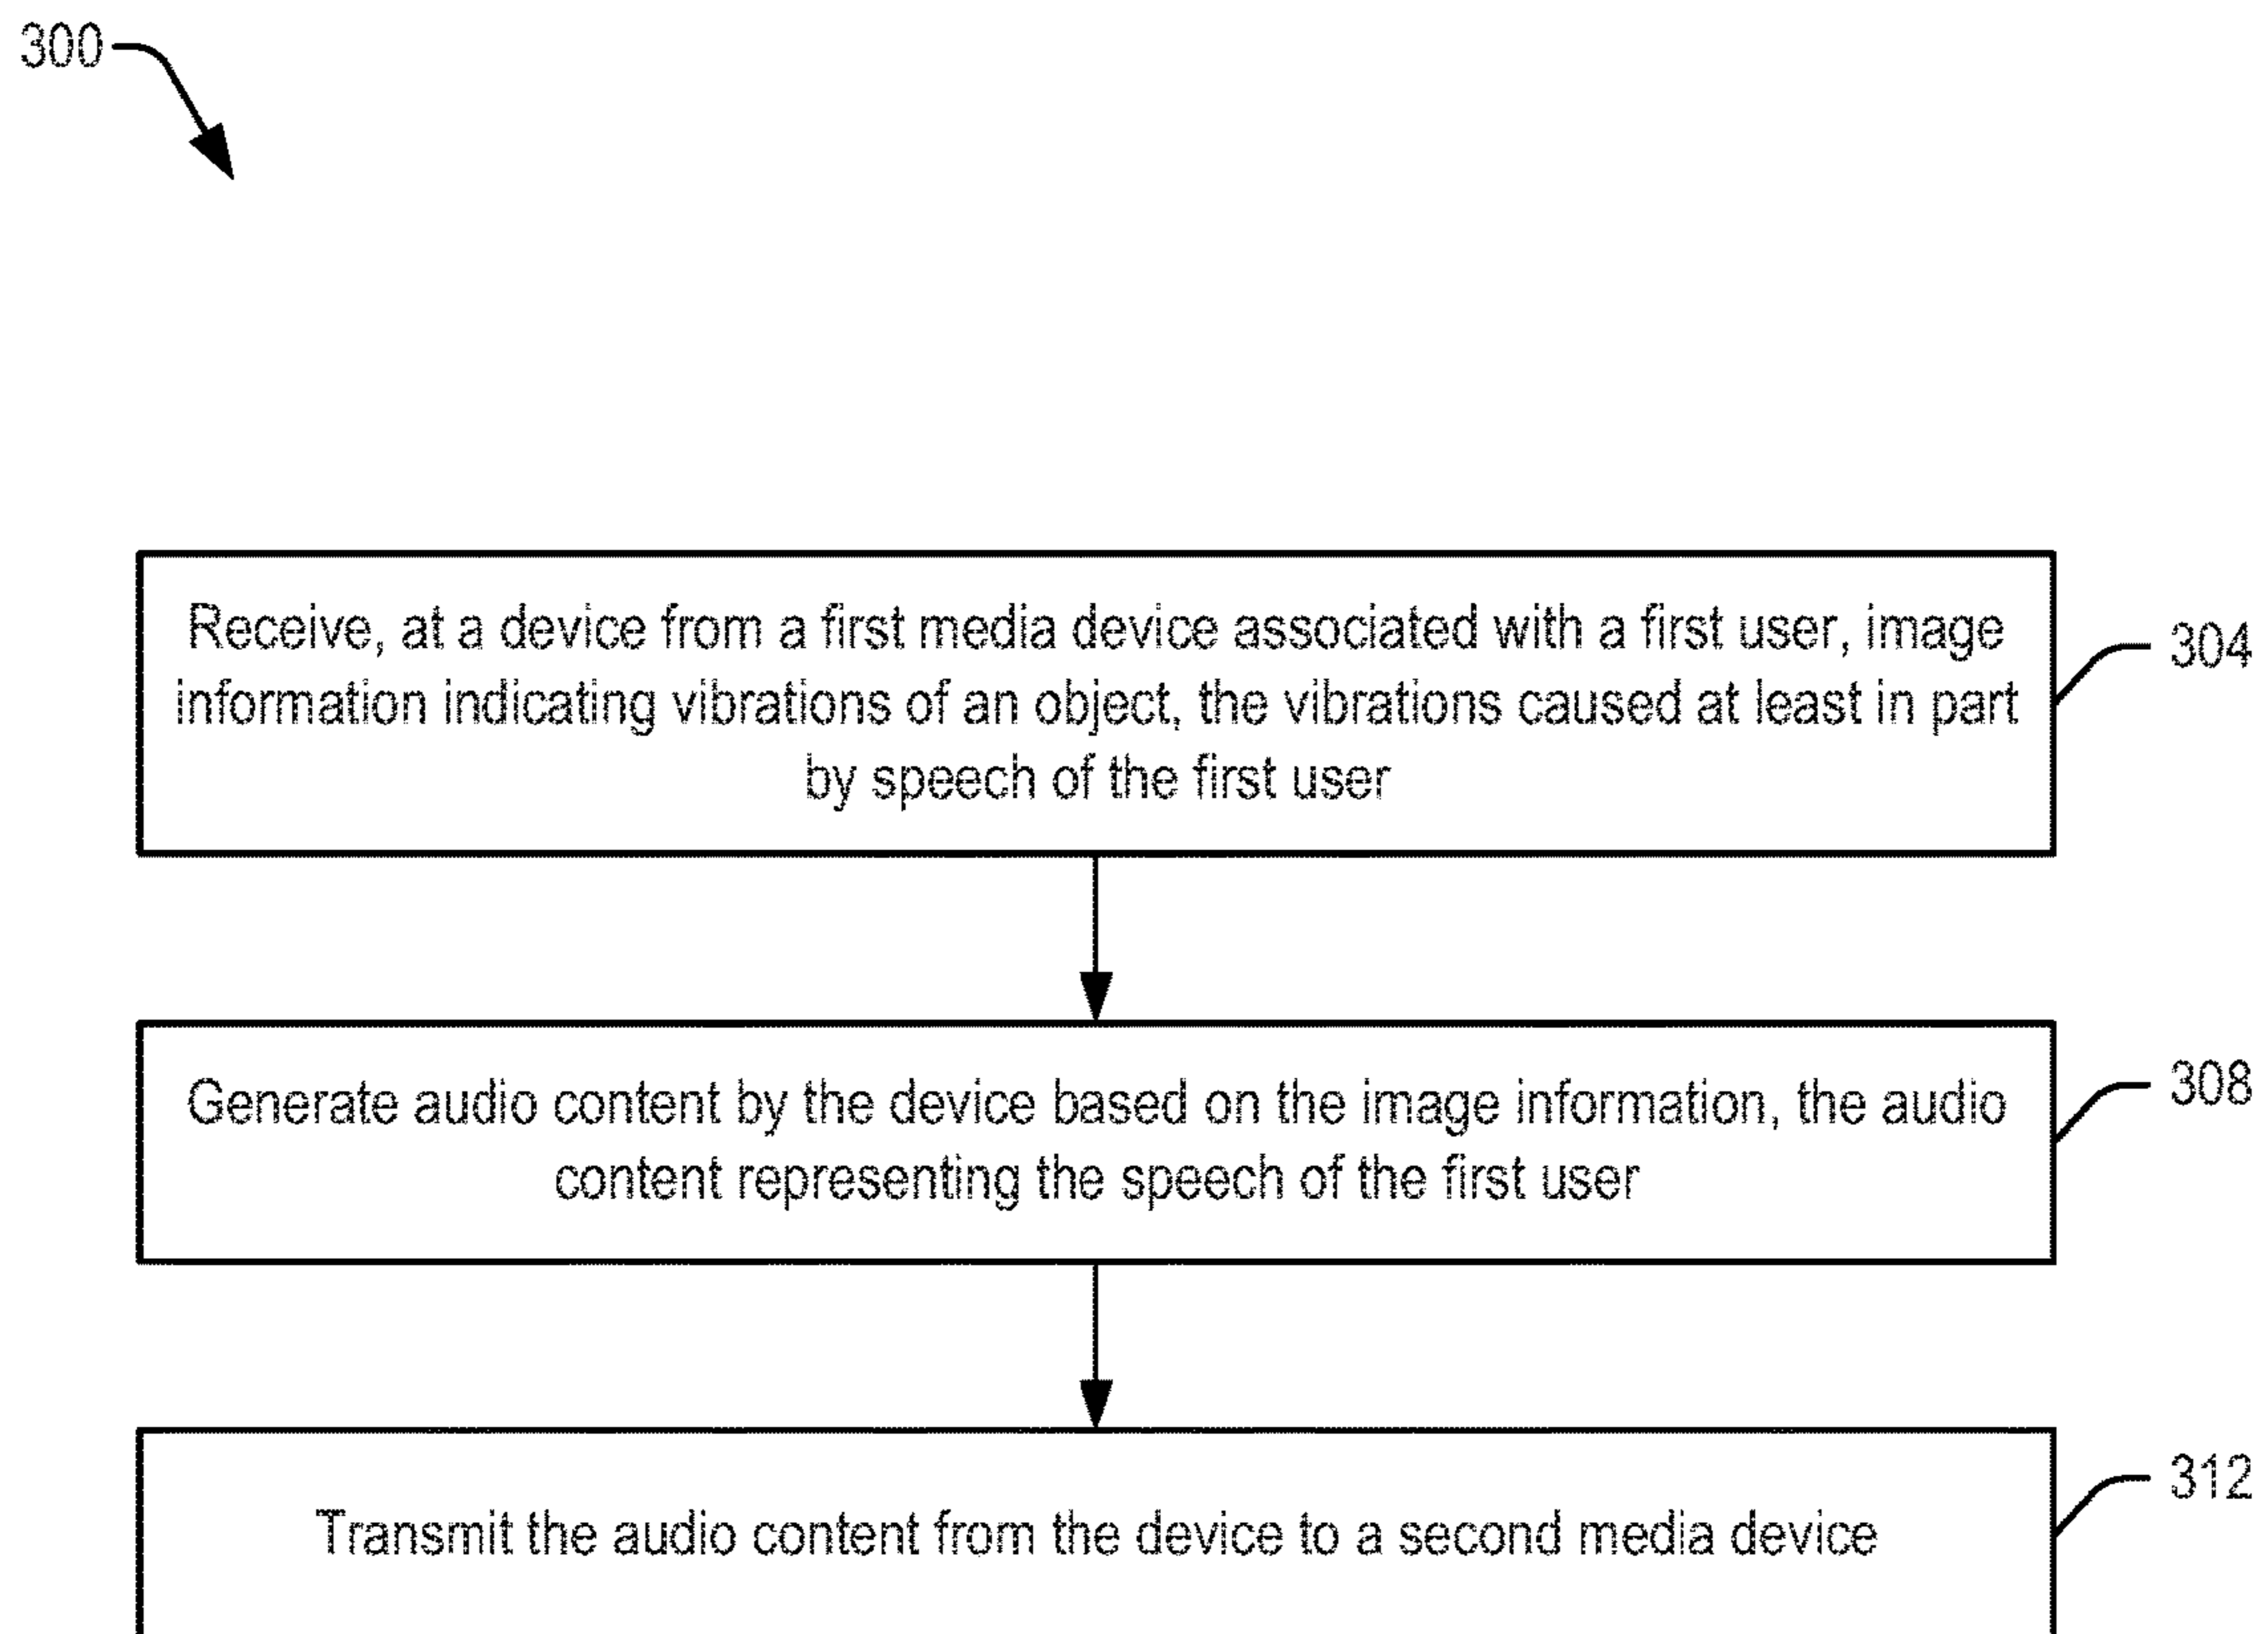 300
Receive, at a device from a first media device associated with a first user, image
information indicating vibrations of an object, the vibrations caused at least in part
by speech of the first user
304
Generate audio content by the device based on the image information, the audio
content representing the speech of the first user
308
Transmit the audio content from the device to a second media device
312